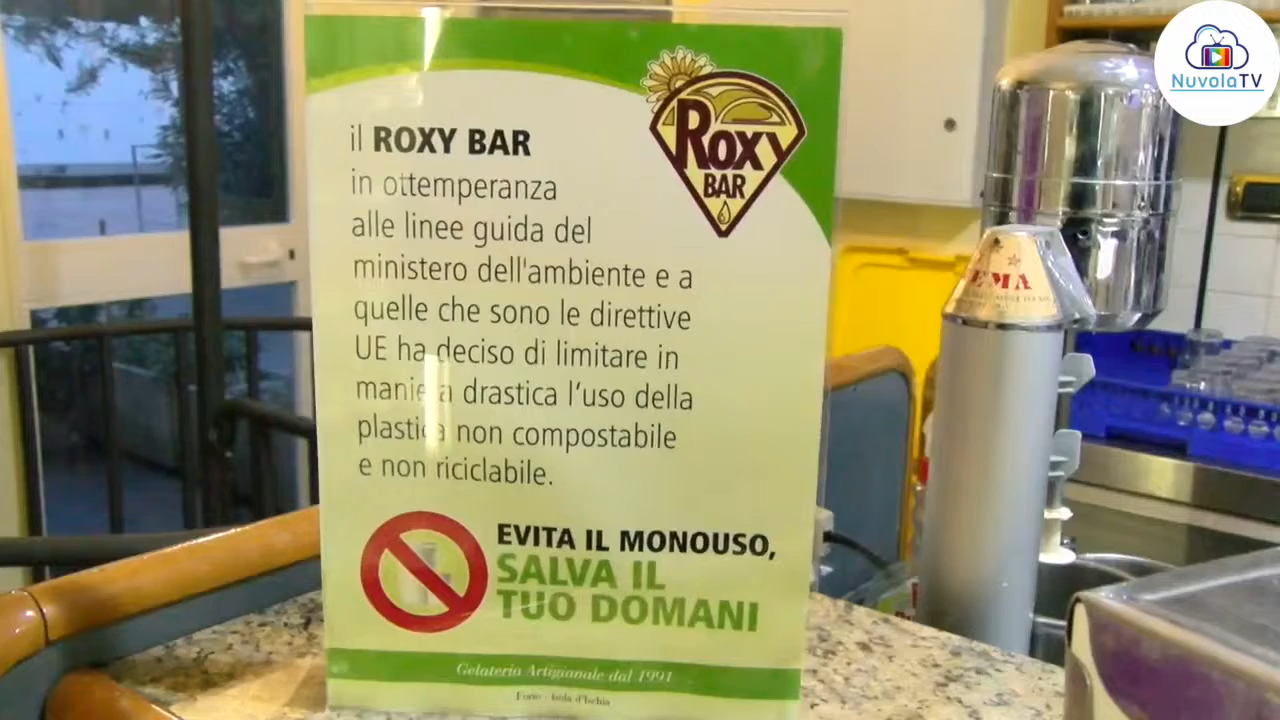 NuvolaTV
ROXY
BAR
il ROXY BAR
in ottemperanza
alle linee guida del
ministero dell'ambiente e a
quelle che sono le direttive
UE ha deciso di limitare in
maniera drastica l'uso della
plastica non compostabile
e non riciclabile.
EVITA IL MONOUSO,
SALVA IL
TUO DOMANI
Gelateria Artigianale dal 1991
Forio - Isola d'Ischia